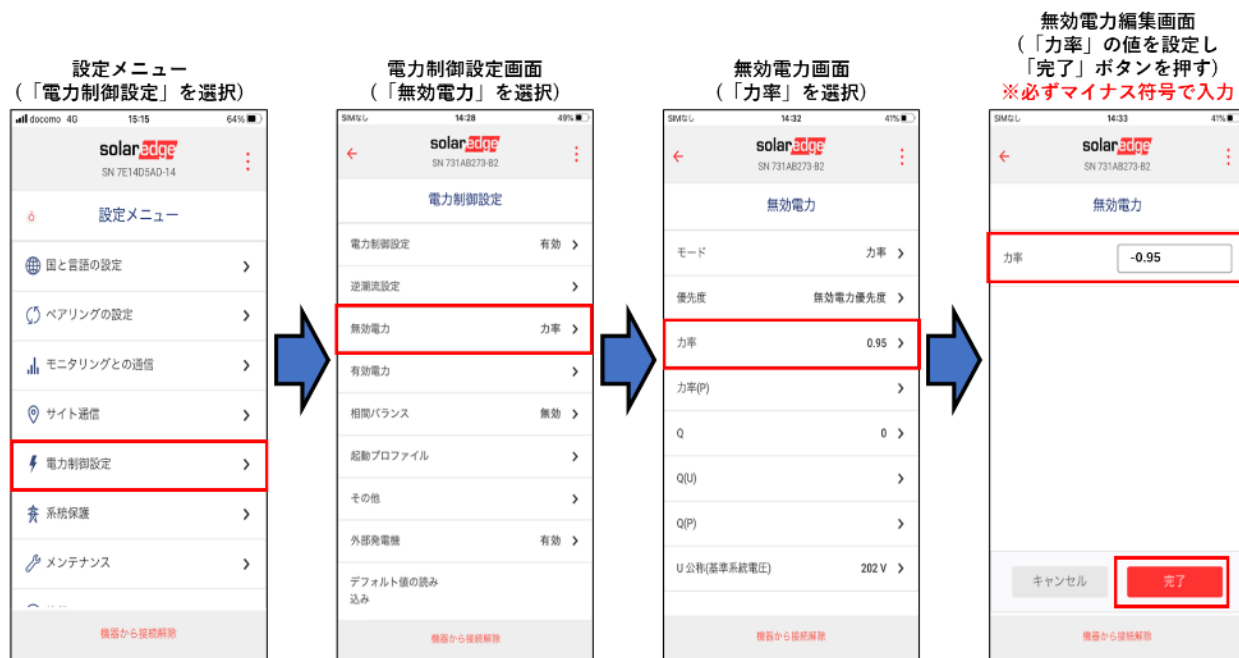 設定メニュー
(「電力制御設定」を選択)
docomo 4G 15:15 64%
solaredge
SN 7E14D5AD-14
設定メニュー
国と言語の設定
ペアリングの設定
モニタリングとの通信
サイト通信
電力制御設定
系統保護
メンテナンス
機器から接続解除
電力制御設定画面
(「無効電力」を選択)
SIMなし 14:28 49%
solaredge
SN 731AB273-B2
電力制御設定
電力制御設定 有効
逆潮流設定
無効電力 力率
有効電力
相間バランス 無効
起動プロファイル
その他
外部発電機 有効
デフォルト値の読み
込み
機器から接続解除
無効電力画面
(「力率」を選択)
SIMなし 14:32 41%
solaredge
SN 731AB273-B2
無効電力
モード 力率
優先度 無効電力優先度
力率 0.95
力率(P)
Q 0
Q(U)
Q(P)
U 公称(基準系統電圧) 202 V
機器から接続解除
無効電力編集画面
(「力率」の値を設定し
「完了」ボタンを押す)
※必ずマイナス符号で入力
SIMなし 14:33 41%
solaredge
SN 731AB273-B2
無効電力
力率 -0.95
キャンセル 完了
機器から接続解除